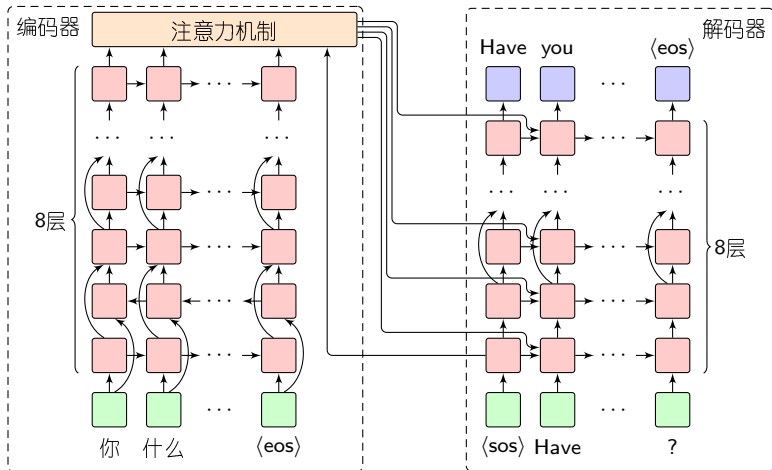 编码器
注意力机制
解码器
Have you ⟨eos⟩
... ... ...
8层
8层
你 什么 ⟨eos⟩
⟨sos⟩ Have ?